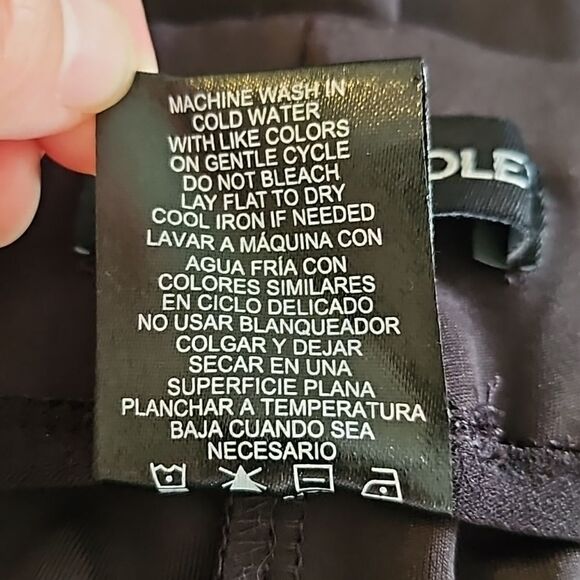 MACHINE WASH IN
COLD WATER
WITH LIKE COLORS
ON GENTLE CYCLE
DO NOT BLEACH
LAY FLAT TO DRY
COOL IRON IF NEEDED
LAVAR A MÁQUINA CON
AGUA FRÍA CON
COLORES SIMILARES
EN CICLO DELICADO
NO USAR BLANQUEADOR
COLGAR Y DEJAR
SECAR EN UNA
SUPERFICIE PLANA
PLANCHAR A TEMPERATURA
BAJA CUANDO SEA
NECESARIO